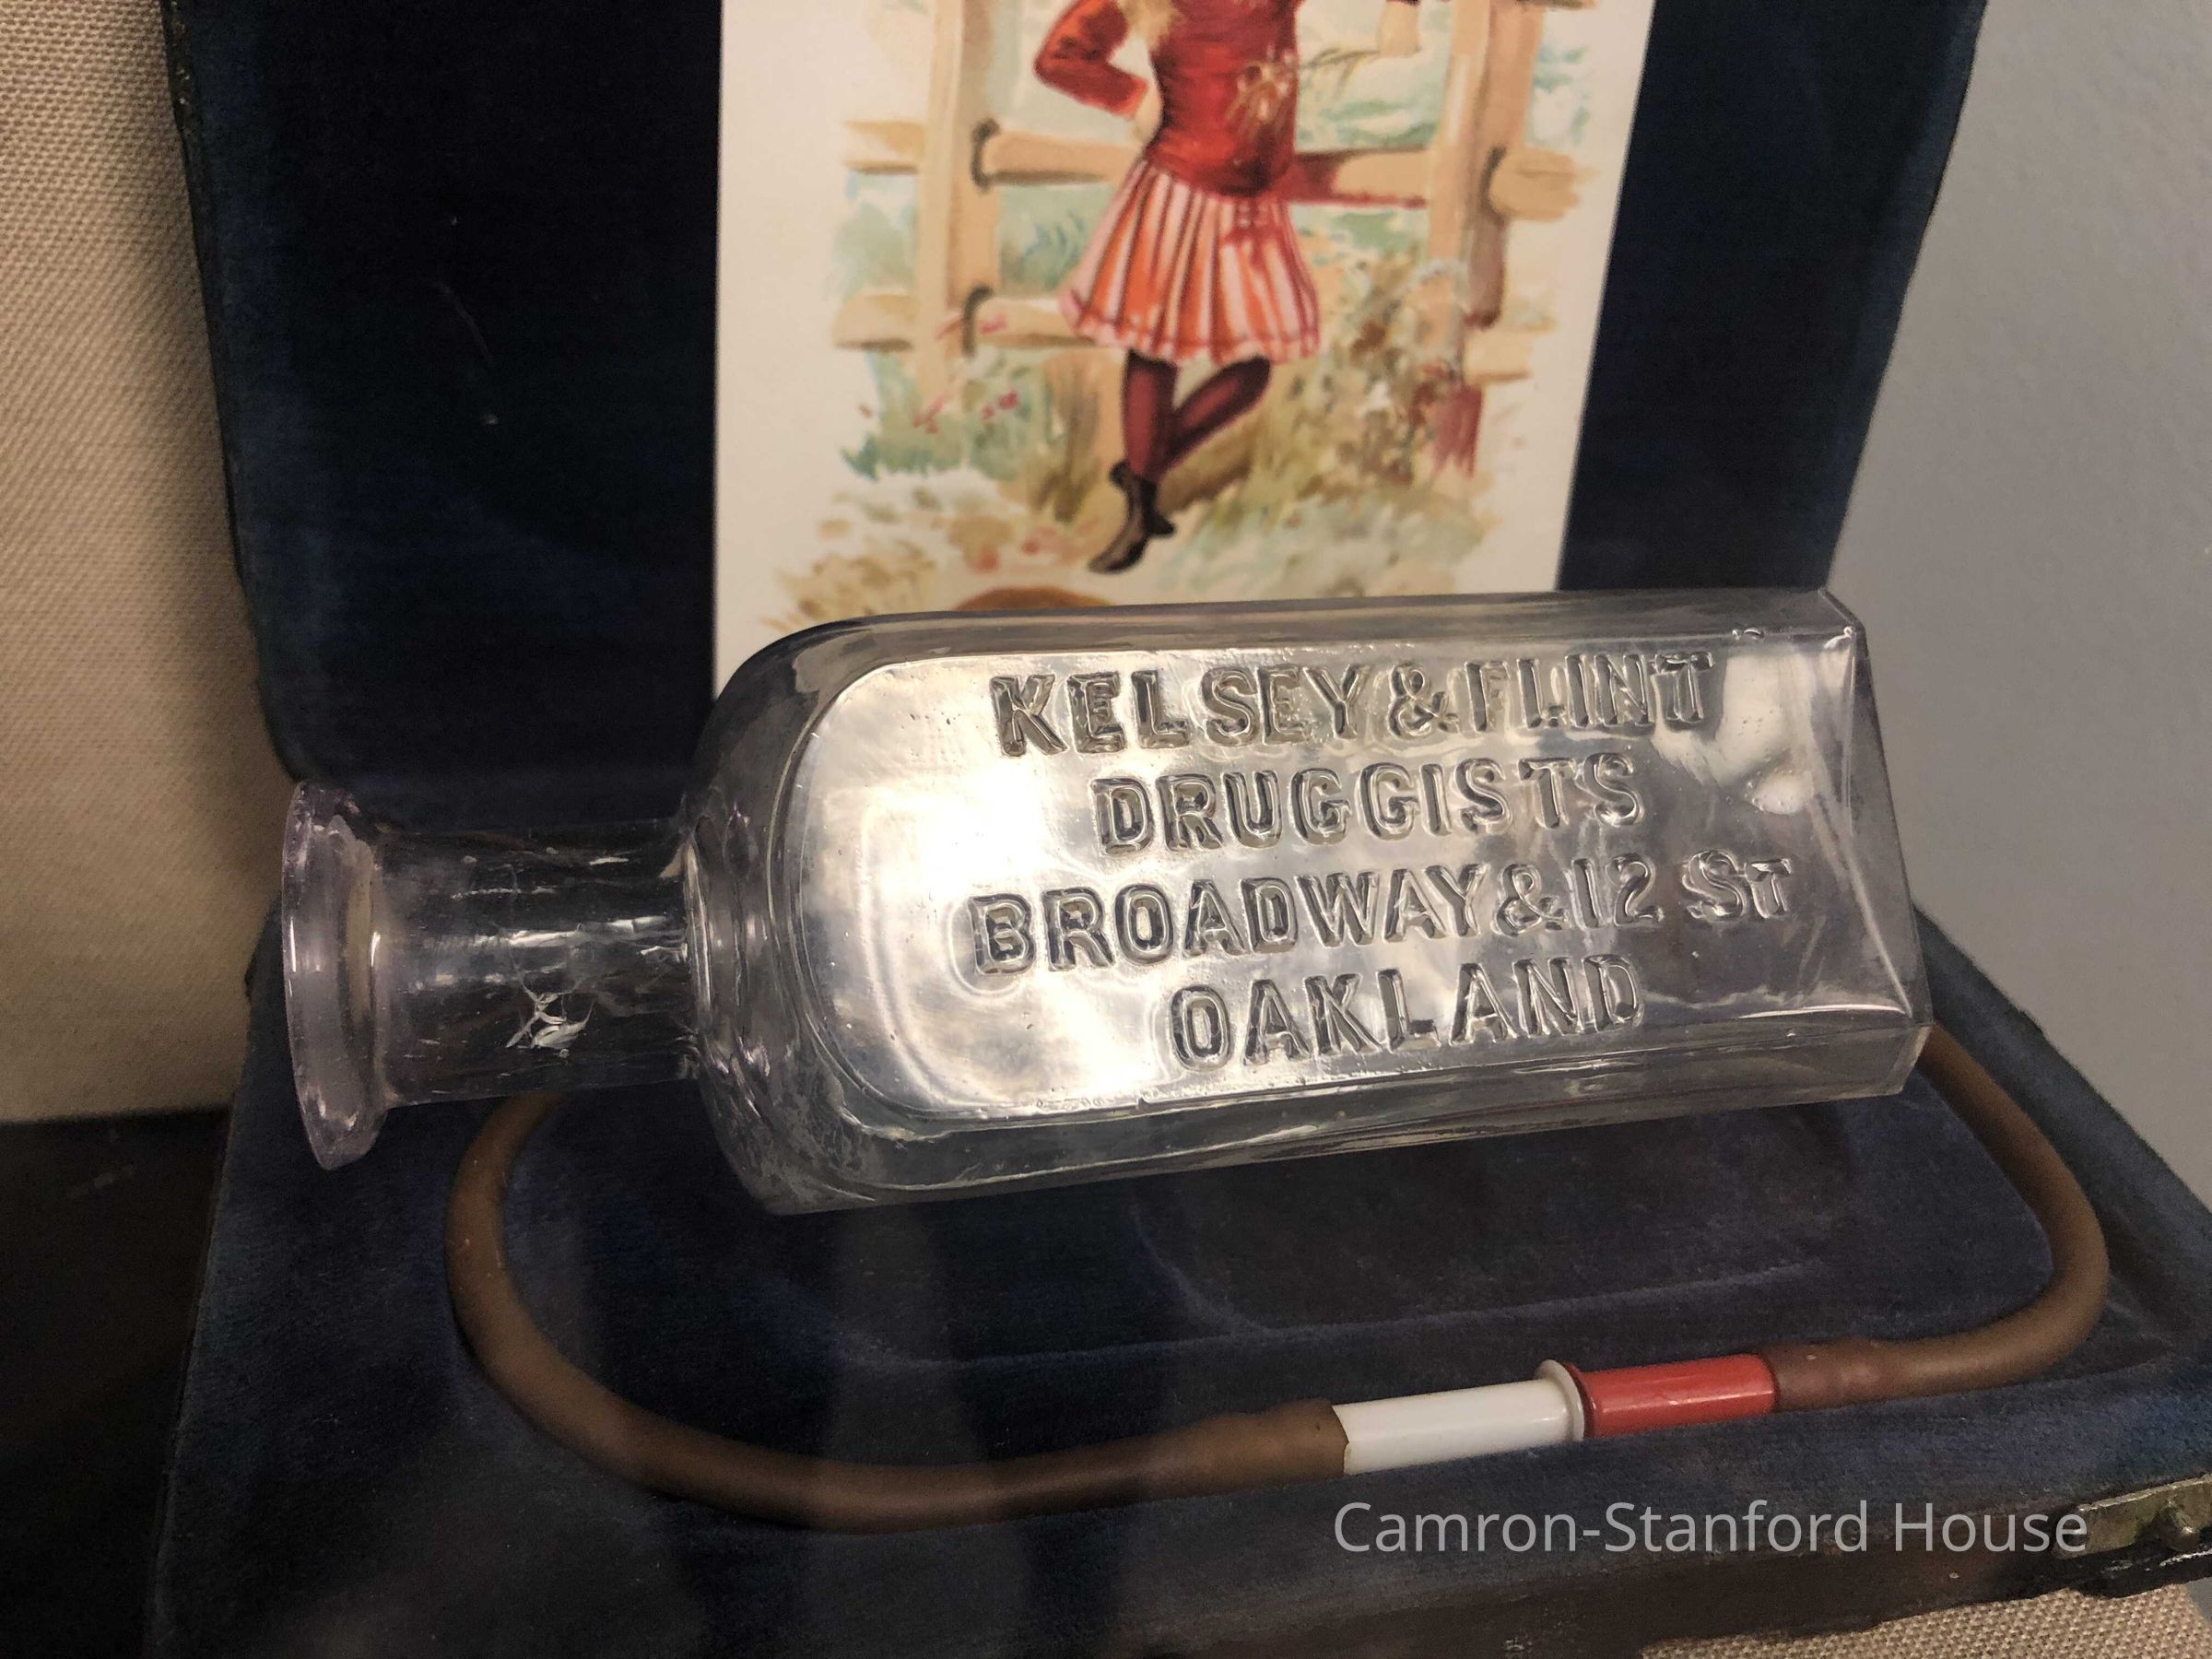 KELSEY & FLINT
DRUGGISTS
BROADWAY & 12 ST
OAKLAND
Camron-Stanford House